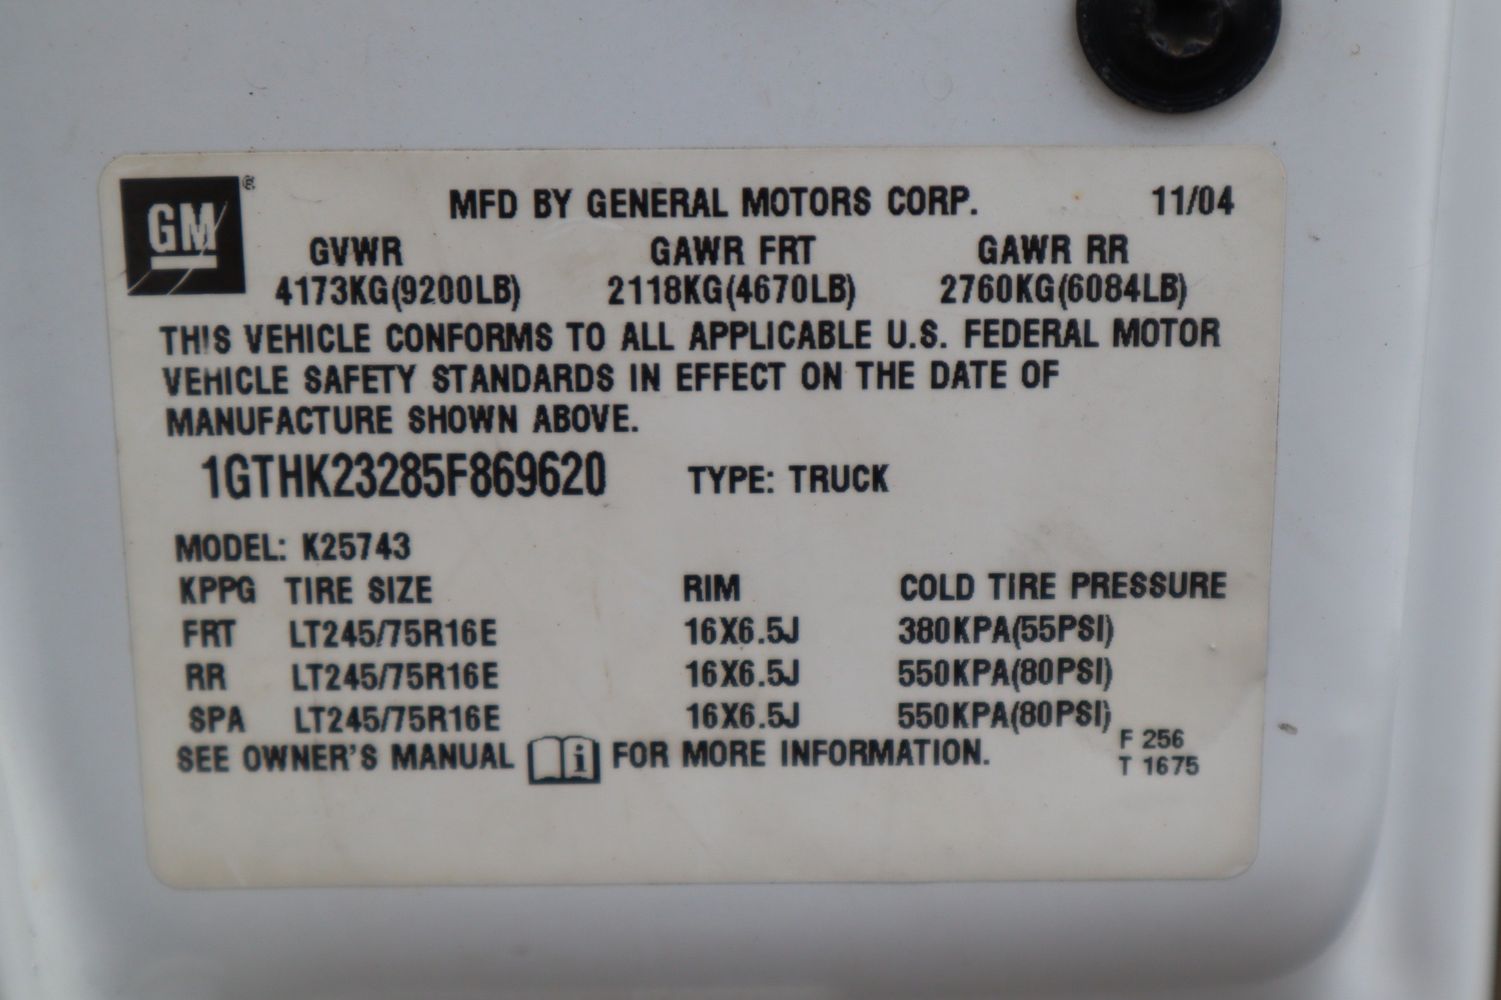 GM ®
MFD BY GENERAL MOTORS CORP. 11/04
GVWR GAWR FRT GAWR RR
4173KG(9200LB) 2118KG(4670LB) 2760KG(6084LB)
THIS VEHICLE CONFORMS TO ALL APPLICABLE U.S. FEDERAL MOTOR
VEHICLE SAFETY STANDARDS IN EFFECT ON THE DATE OF
MANUFACTURE SHOWN ABOVE.
1GTHK23285F869620 TYPE: TRUCK
MODEL: K25743
KPPG TIRE SIZE RIM COLD TIRE PRESSURE
FRT LT245/75R16E 16X6.5J 380KPA(55PSI)
RR LT245/75R16E 16X6.5J 550KPA(80PSI)
SPA LT245/75R16E 16X6.5J 550KPA(80PSI)
SEE OWNER'S MANUAL i FOR MORE INFORMATION.
F 256
T 1675